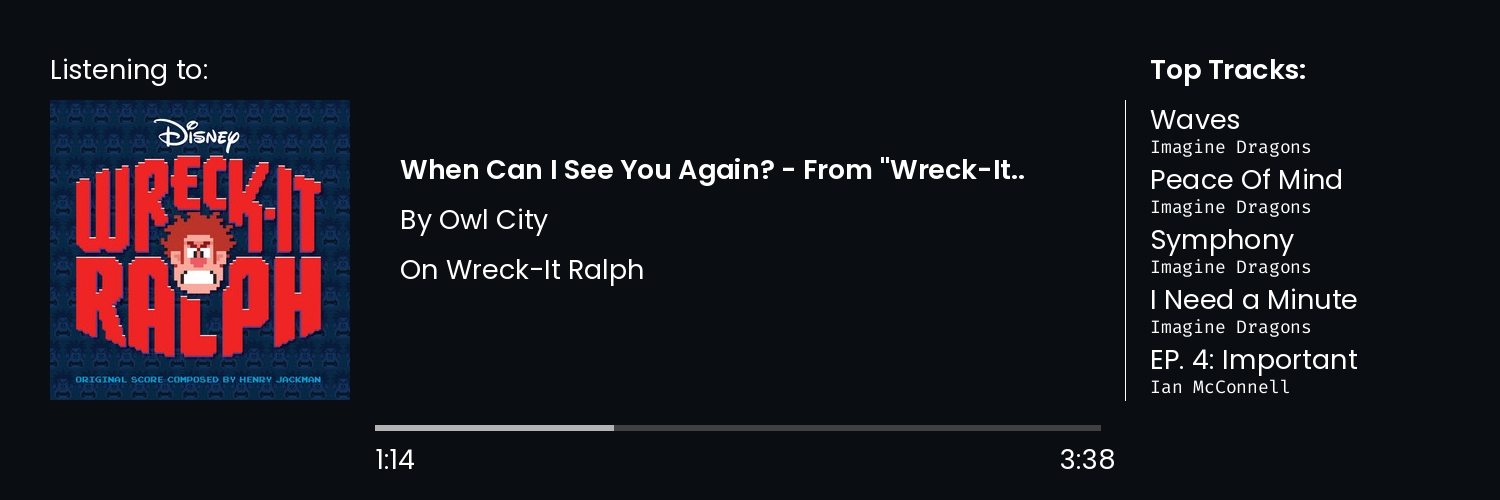 Listening to:
Disney
WRECK-IT
RALPH
ORIGINAL SCORE COMPOSED BY HENRY JACKMAN
When Can I See You Again? - From "Wreck-It..
By Owl City
On Wreck-It Ralph
1:14
3:38
Top Tracks:
Waves
Imagine Dragons
Peace Of Mind
Imagine Dragons
Symphony
Imagine Dragons
I Need a Minute
Imagine Dragons
EP. 4: Important
Ian McConnell